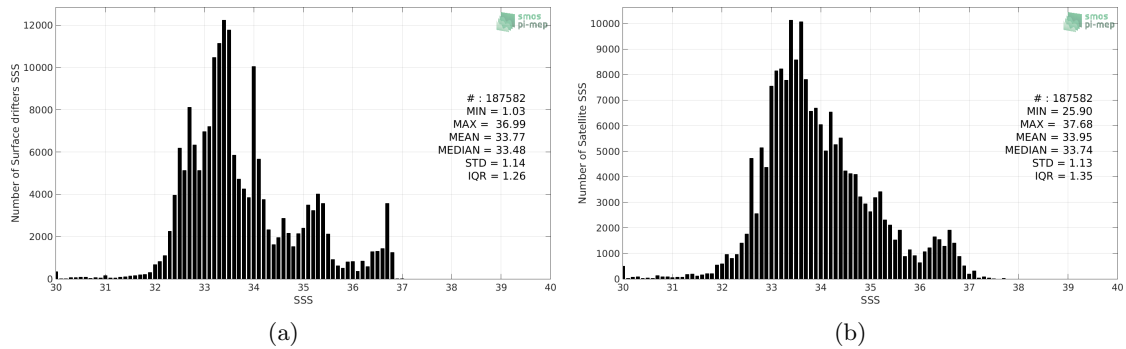 smos
pi-mep
12000
10000
8000
6000
4000
2000
0
Number of Surface drifters SSS
# : 187582
MIN = 1.03
MAX = 36.99
MEAN = 33.77
MEDIAN = 33.48
STD = 1.14
IQR = 1.26
30 31 32 33 34 35 36 37 38 39 40
SSS
(a)
smos
pi-mep
10000
9000
8000
7000
6000
5000
4000
3000
2000
1000
0
Number of Satellite SSS
# : 187582
MIN = 25.90
MAX = 37.68
MEAN = 33.95
MEDIAN = 33.74
STD = 1.13
IQR = 1.35
30 31 32 33 34 35 36 37 38 39 40
SSS
(b)